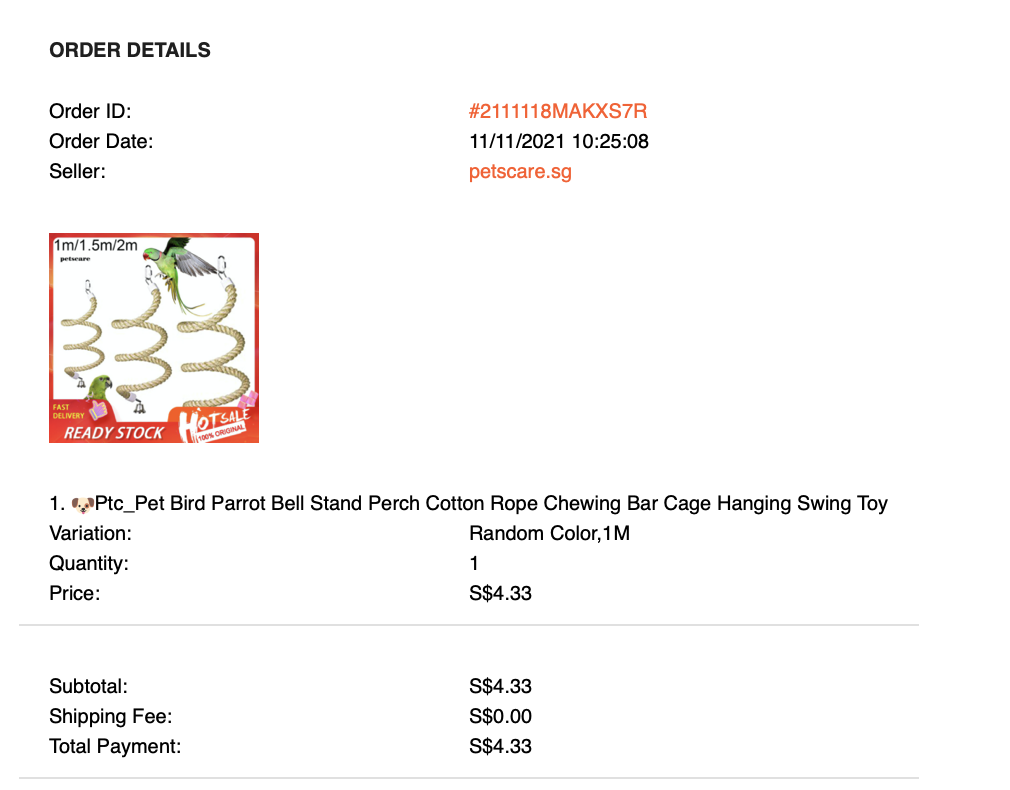 ORDER DETAILS
Order ID: #2111118MAKXS7R
Order Date: 11/11/2021 10:25:08
Seller: petscare.sg
1m/1.5m/2m
petscare
FAST
DELIVERY
READY STOCK
HOT SALE
100% ORIGINAL
1. 🐶Ptc_Pet Bird Parrot Bell Stand Perch Cotton Rope Chewing Bar Cage Hanging Swing Toy
Variation: Random Color,1M
Quantity: 1
Price: S$4.33
Subtotal: S$4.33
Shipping Fee: S$0.00
Total Payment: S$4.33